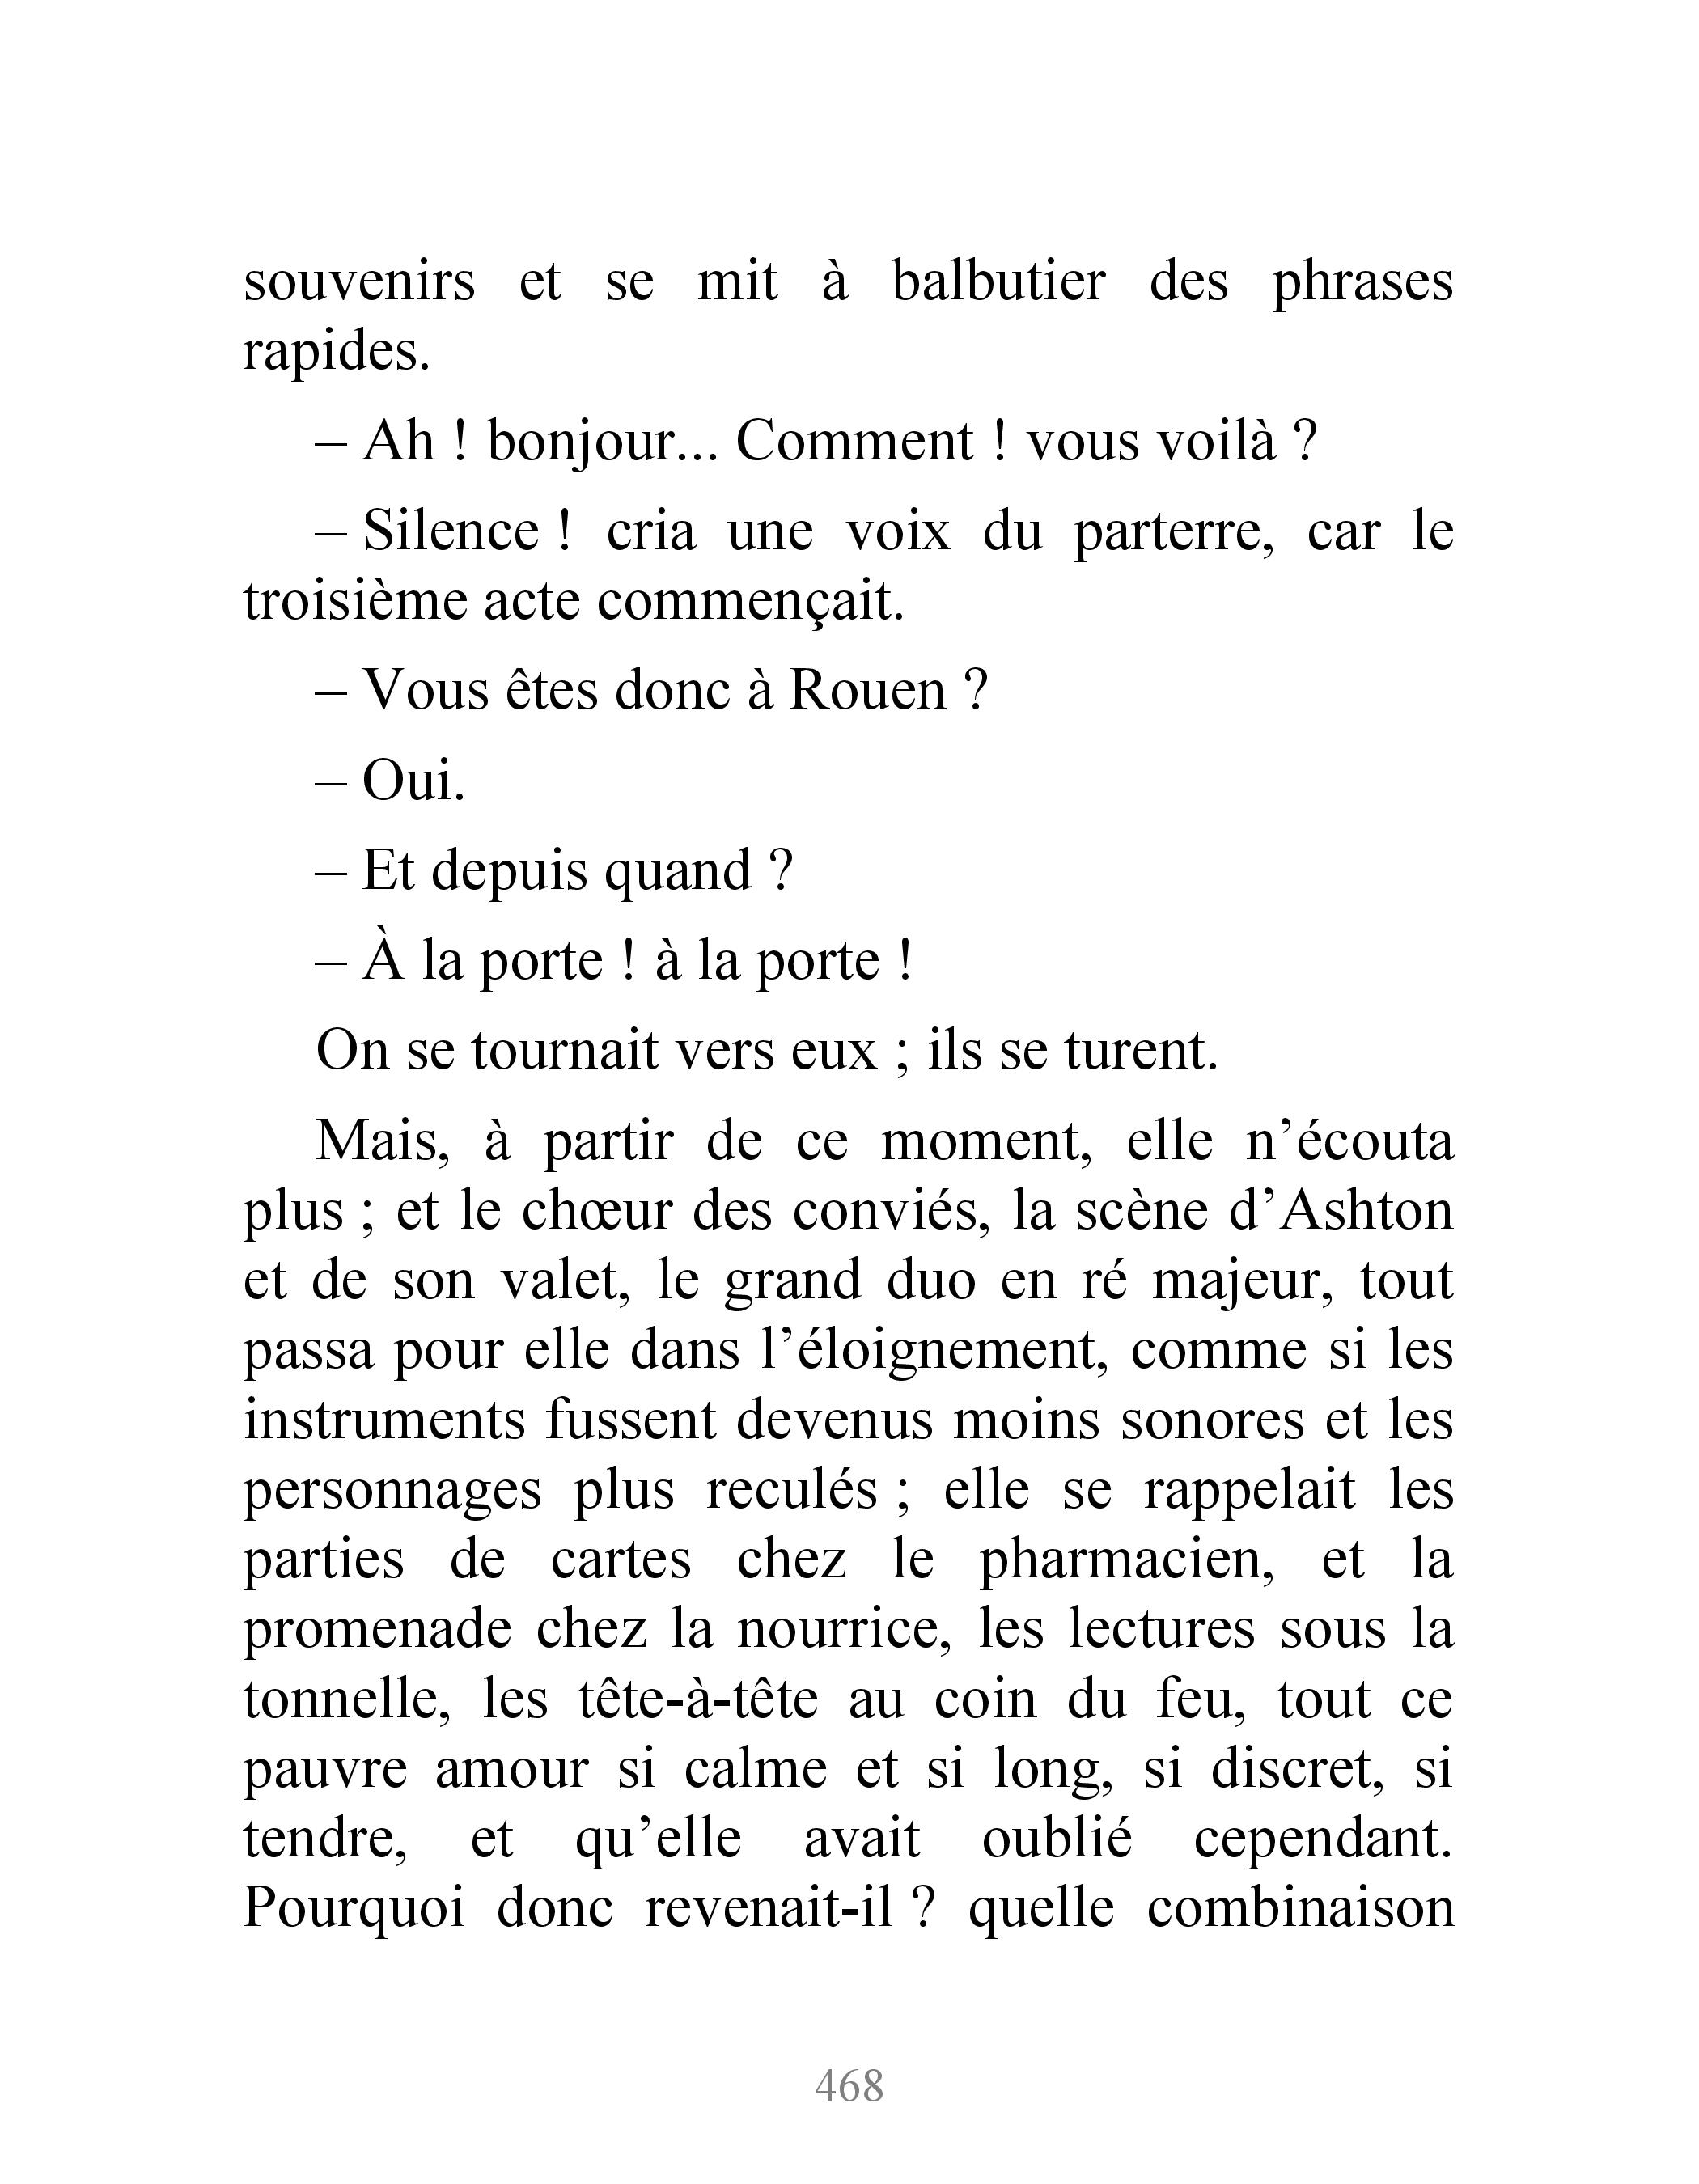 souvenirs et se mit à balbutier des phrases
rapides.
– Ah ! bonjour... Comment ! vous voilà ?
– Silence ! cria une voix du parterre, car le
troisième acte commençait.
– Vous êtes donc à Rouen ?
– Oui.
– Et depuis quand ?
– À la porte ! à la porte !
On se tournait vers eux ; ils se turent.
Mais, à partir de ce moment, elle n’écouta
plus ; et le chœur des conviés, la scène d’Ashton
et de son valet, le grand duo en ré majeur, tout
passa pour elle dans l’éloignement, comme si les
instruments fussent devenus moins sonores et les
personnages plus reculés ; elle se rappelait les
parties de cartes chez le pharmacien, et la
promenade chez la nourrice, les lectures sous la
tonnelle, les tête-à-tête au coin du feu, tout ce
pauvre amour si calme et si long, si discret, si
tendre, et qu’elle avait oublié cependant.
Pourquoi donc revenait-il ? quelle combinaison
468